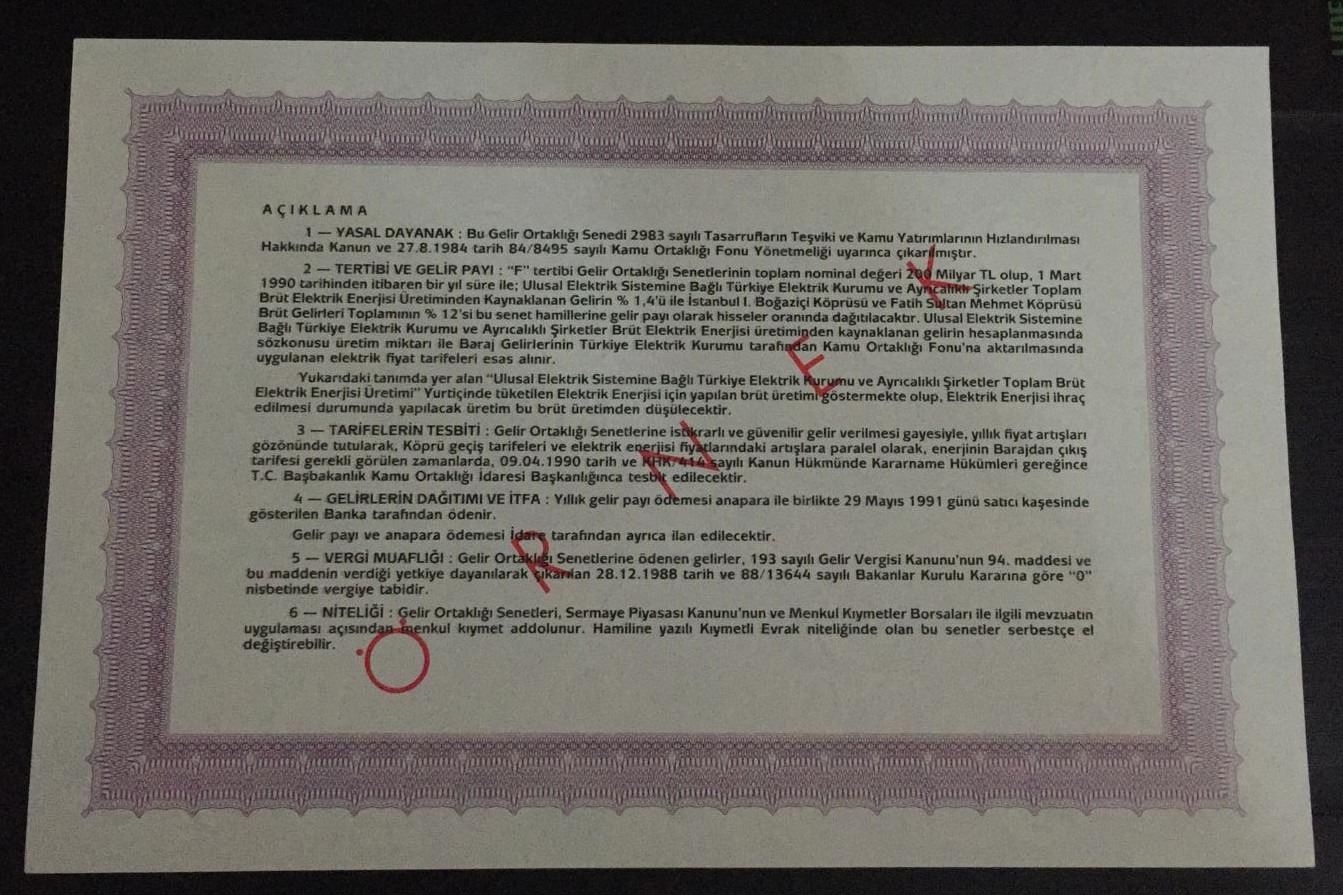 AÇIKLAMA
1 — YASAL DAYANAK : Bu Gelir Ortaklığı Senedi 2983 sayılı Tasarrufların Teşviki ve Kamu Yatırımlarının Hızlandırılması
Hakkında Kanun ve 27.8.1984 tarih 84/8495 sayılı Kamu Ortaklığı Fonu Yönetmeliği uyarınca çıkarılmıştır.
2 — TERTİBİ VE GELİR PAYI : “F” tertibi Gelir Ortaklığı Senetlerinin toplam nominal değeri 200 Milyar TL olup, 1 Mart
1990 tarihinden itibaren bir yıl süre ile; Ulusal Elektrik Sistemine Bağlı Türkiye Elektrik Kurumu ve Ayrıcalıklı Şirketler Toplam
Brüt Elektrik Enerjisi Üretiminden Kaynaklanan Gelirin % 1,4'ü ile İstanbul I. Boğaziçi Köprüsü ve Fatih Sultan Mehmet Köprüsü
Brüt Gelirleri Toplamının % 12'si bu senet hamillerine gelir payı olarak hisseler oranında dağıtılacaktır. Ulusal Elektrik Sistemine
Bağlı Türkiye Elektrik Kurumu ve Ayrıcalıklı Şirketler Brüt Elektrik Enerjisi üretiminden kaynaklanan gelirin hesaplanmasında
sözkonusu üretim miktarı ile Baraj Gelirlerinin Türkiye Elektrik Kurumu tarafından Kamu Ortaklığı Fonu'na aktarılmasında
uygulanan elektrik fiyat tarifeleri esas alınır.
Yukarıdaki tanımda yer alan “Ulusal Elektrik Sistemine Bağlı Türkiye Elektrik Kurumu ve Ayrıcalıklı Şirketler Toplam Brüt
Elektrik Enerjisi Üretimi” Yurtiçinde tüketilen Elektrik Enerjisi için yapılan brüt üretimi göstermekte olup, Elektrik Enerjisi ihraç
edilmesi durumunda yapılacak üretim bu brüt üretimden düşülecektir.
3 — TARİFELERİN TESBİTİ : Gelir Ortaklığı Senetlerine istikrarlı ve güvenilir gelir verilmesi gayesiyle, yıllık fiyat artışları
gözönünde tutularak, Köprü geçiş tarifeleri ve elektrik enerjisi fiyatlarındaki artışlara paralel olarak, enerjinin Barajdan çıkış
tarifesi gerekli görülen zamanlarda, 09.04.1990 tarih ve KHK/414 sayılı Kanun Hükmünde Kararname Hükümleri gereğince
T.C. Başbakanlık Kamu Ortaklığı İdaresi Başkanlığınca tesbit edilecektir.
4 — GELİRLERİN DAĞITIMI VE İTFA : Yıllık gelir payı ödemesi anapara ile birlikte 29 Mayıs 1991 günü satıcı kaşesinde
gösterilen Banka tarafından ödenir.
Gelir payı ve anapara ödemesi İdare tarafından ayrıca ilan edilecektir.
5 — VERGİ MUAFLIĞI : Gelir Ortaklığı Senetlerine ödenen gelirler, 193 sayılı Gelir Vergisi Kanunu'nun 94. maddesi ve
bu maddenin verdiği yetkiye dayanılarak çıkarılan 28.12.1988 tarih ve 88/13644 sayılı Bakanlar Kurulu Kararına göre “0”
nisbetinde vergiye tabidir.
6 — NİTELİĞİ : Gelir Ortaklığı Senetleri, Sermaye Piyasası Kanunu'nun ve Menkul Kıymetler Borsaları ile ilgili mevzuatın
uygulaması açısından menkul kıymet addolunur. Hamiline yazılı Kıymetli Evrak niteliğinde olan bu senetler serbestçe el
değiştirebilir.
ÖRNEK